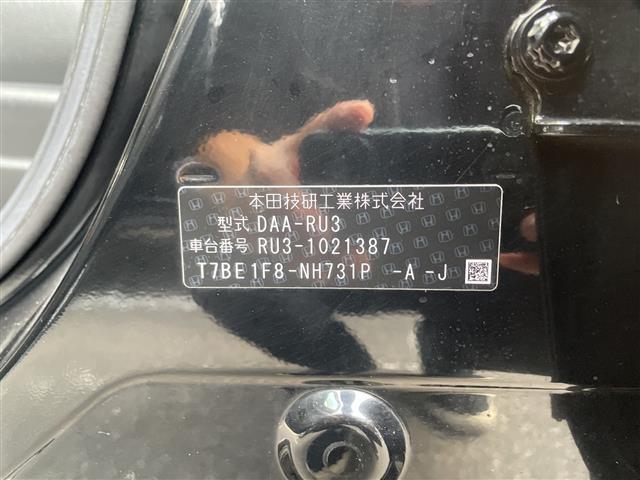 本田技研工業株式会社
型式 DAA-RU3
車台番号 RU3-1021387
T7BE1F8-NH731P -A -J